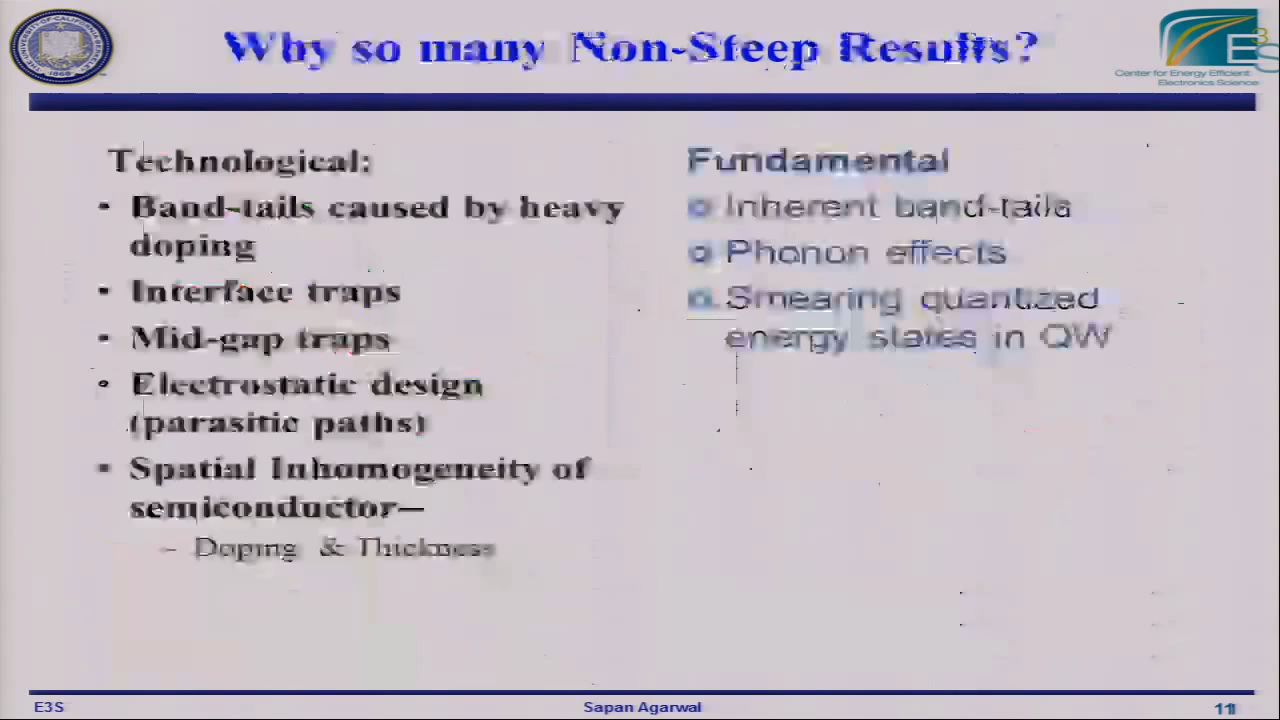 Why so many Non-Steep Results?
E3S
Center for Energy Efficient
Electronics Science
Technological:
• Band-tails caused by heavy
doping
• Interface traps
• Mid-gap traps
• Electrostatic design
(parasitic paths)
• Spatial Inhomogeneity of
semiconductor—
– Doping & Thickness
Fundamental
o Inherent band-tails
o Phonon effects
o Smearing quantized
energy states in QW
E3S
Sapan Agarwal
11